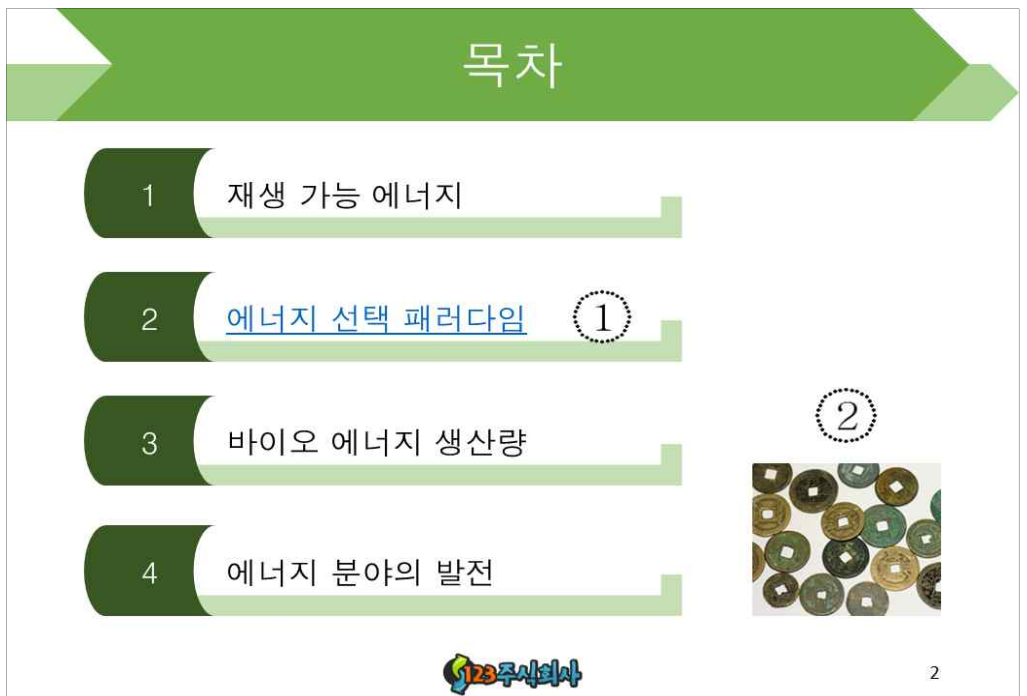 목차
1 재생 가능 에너지
2 에너지 선택 패러다임 ①
3 바이오 에너지 생산량
②
4 에너지 분야의 발전
123주식회사
2